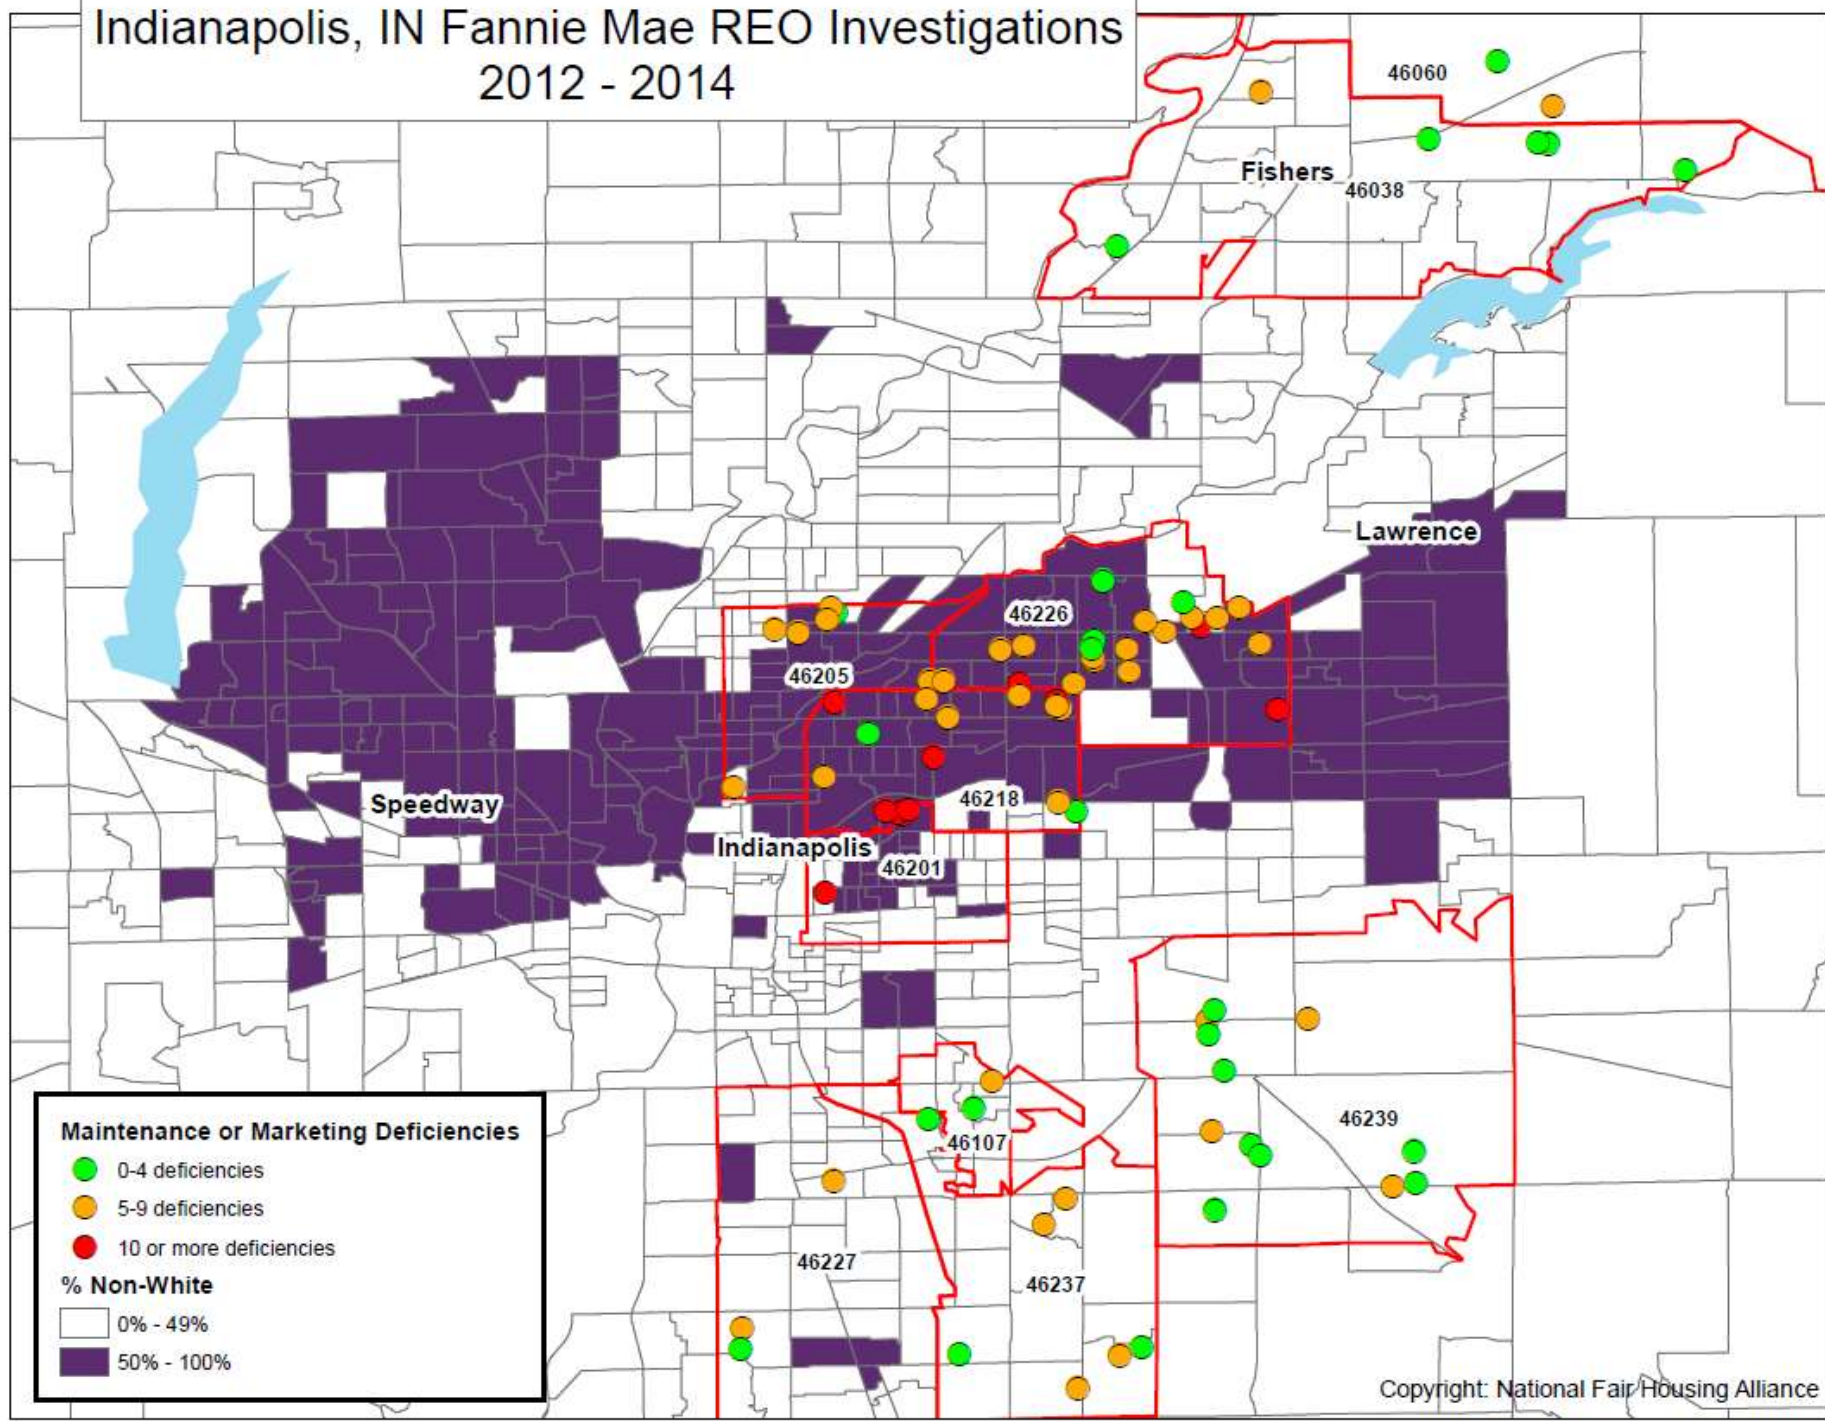 Indianapolis, IN Fannie Mae REO Investigations
2012 - 2014
46060
Fishers
46038
Lawrence
46226
46205
Speedway
46218
Indianapolis
46201
46239
46107
46227
46237
Maintenance or Marketing Deficiencies
0-4 deficiencies
5-9 deficiencies
10 or more deficiencies
% Non-White
0% - 49%
50% - 100%
Copyright: National Fair Housing Alliance